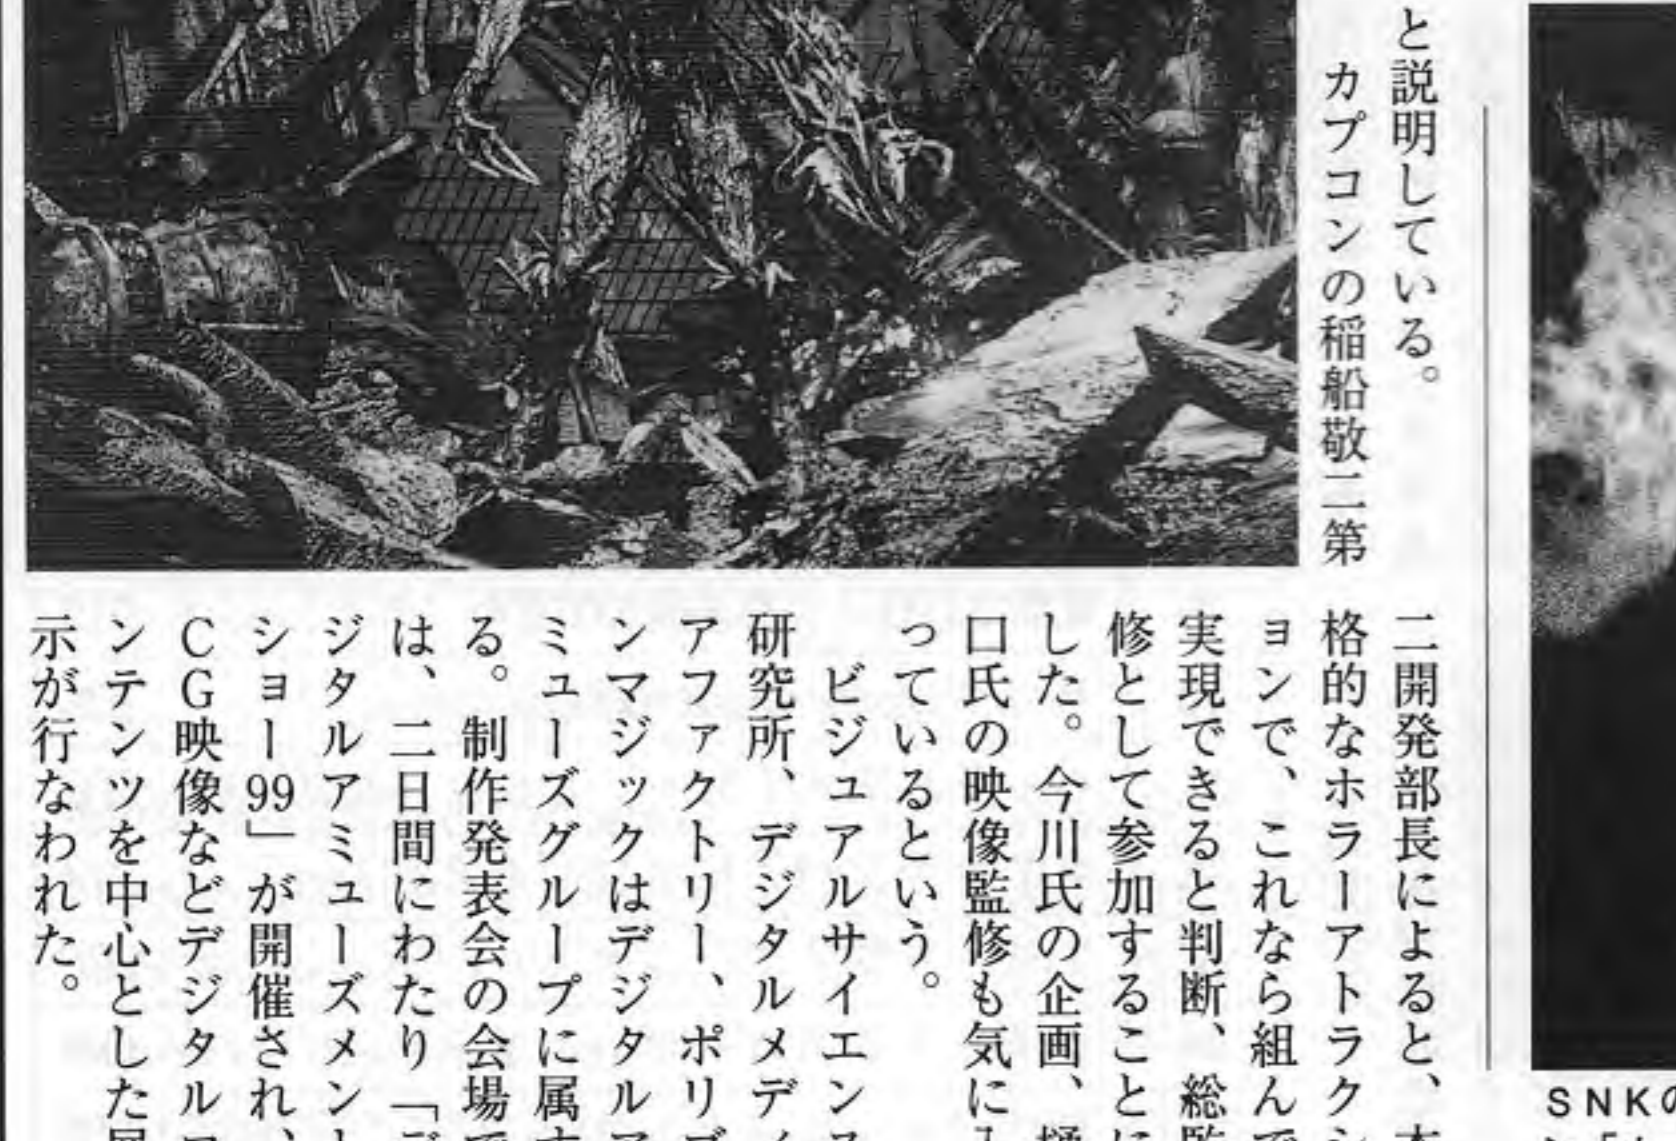 と説明している。
カプコンの稲船敬二第
二開発部長によると、
格的なホラーアトラクシ
ョンで、これなら組んで
実現できると判断、総監
修として参加することに
した。今川氏の企画、樋
口氏の映像監修も気に入
っているという。
ビジュアルサイエンス
研究所、デジタルメディ
アファクトリー、ポリゴ
ンマジックはデジタルア
ミューズグループに属す
る。制作発表会の会場で
は、二日間にわたり「デ
ジタルアミューズメント
ショー99」が開催され、
CG映像などデジタルコ
ンテンツを中心とした展
示が行なわれた。
SNKの